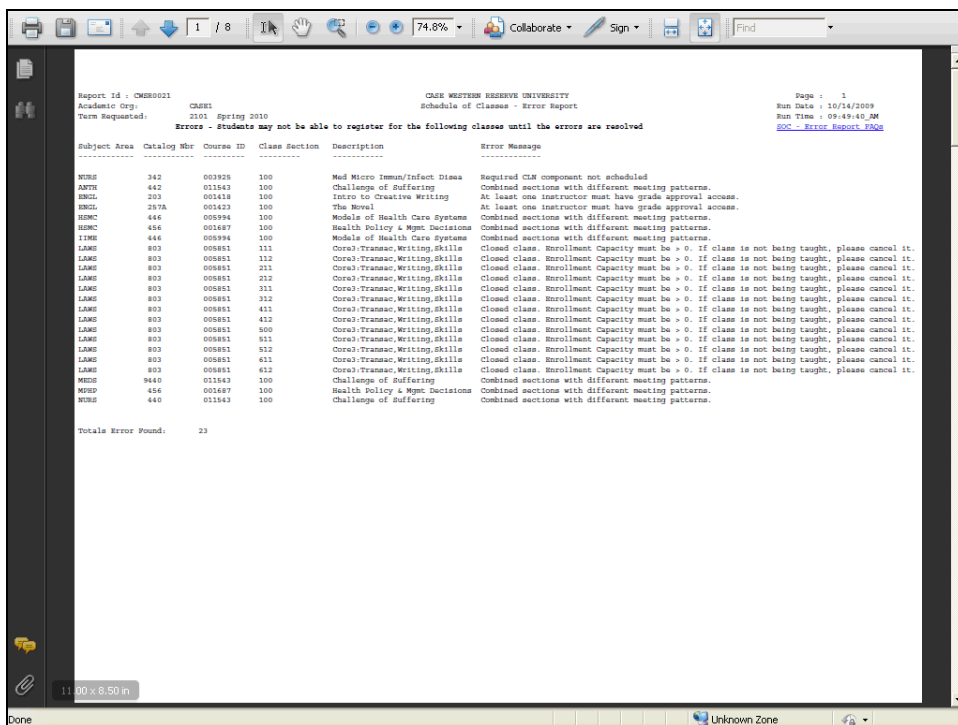 1 / 8 74.8% Collaborate Sign Find
Report Id : CWSR0021 CASE WESTERN RESERVE UNIVERSITY Page : 1
Academic Org: CASE1 Schedule of Classes - Error Report Run Date : 10/14/2009
Term Requested: 2101 Spring 2010 Run Time : 09:49:40_AM
Errors - Students may not be able to register for the following classes until the errors are resolved SOC - Error Report FAQs
Subject Area Catalog Nbr Course ID Class Section Description Error Message
------------ ----------- --------- --------- ----------- -------------
NURS 342 003925 100 Med Micro Immun/Infect Disea Required CLN component not scheduled
ANTH 442 011543 100 Challenge of Suffering Combined sections with different meeting patterns.
ENGL 203 001418 100 Intro to Creative Writing At least one instructor must have grade approval access.
ENGL 257A 001423 100 The Novel At least one instructor must have grade approval access.
HSMC 446 005994 100 Models of Health Care Systems Combined sections with different meeting patterns.
HSMC 456 001687 100 Health Policy & Mgmt Decisions Combined sections with different meeting patterns.
IIME 446 005994 100 Models of Health Care Systems Combined sections with different meeting patterns.
LAWS 803 005851 111 Core3:Transac,Writing,Skills Closed class. Enrollment Capacity must be > 0. If class is not being taught, please cancel it.
LAWS 803 005851 112 Core3:Transac,Writing,Skills Closed class. Enrollment Capacity must be > 0. If class is not being taught, please cancel it.
LAWS 803 005851 211 Core3:Transac,Writing,Skills Closed class. Enrollment Capacity must be > 0. If class is not being taught, please cancel it.
LAWS 803 005851 212 Core3:Transac,Writing,Skills Closed class. Enrollment Capacity must be > 0. If class is not being taught, please cancel it.
LAWS 803 005851 311 Core3:Transac,Writing,Skills Closed class. Enrollment Capacity must be > 0. If class is not being taught, please cancel it.
LAWS 803 005851 312 Core3:Transac,Writing,Skills Closed class. Enrollment Capacity must be > 0. If class is not being taught, please cancel it.
LAWS 803 005851 411 Core3:Transac,Writing,Skills Closed class. Enrollment Capacity must be > 0. If class is not being taught, please cancel it.
LAWS 803 005851 412 Core3:Transac,Writing,Skills Closed class. Enrollment Capacity must be > 0. If class is not being taught, please cancel it.
LAWS 803 005851 500 Core3:Transac,Writing,Skills Closed class. Enrollment Capacity must be > 0. If class is not being taught, please cancel it.
LAWS 803 005851 511 Core3:Transac,Writing,Skills Closed class. Enrollment Capacity must be > 0. If class is not being taught, please cancel it.
LAWS 803 005851 512 Core3:Transac,Writing,Skills Closed class. Enrollment Capacity must be > 0. If class is not being taught, please cancel it.
LAWS 803 005851 611 Core3:Transac,Writing,Skills Closed class. Enrollment Capacity must be > 0. If class is not being taught, please cancel it.
LAWS 803 005851 612 Core3:Transac,Writing,Skills Closed class. Enrollment Capacity must be > 0. If class is not being taught, please cancel it.
MEDS 9440 011543 100 Challenge of Suffering Combined sections with different meeting patterns.
MPHP 456 001687 100 Health Policy & Mgmt Decisions Combined sections with different meeting patterns.
NURS 440 011543 100 Challenge of Suffering Combined sections with different meeting patterns.
Totals Error Found: 23
11.00 x 8.50 in
Done Unknown Zone